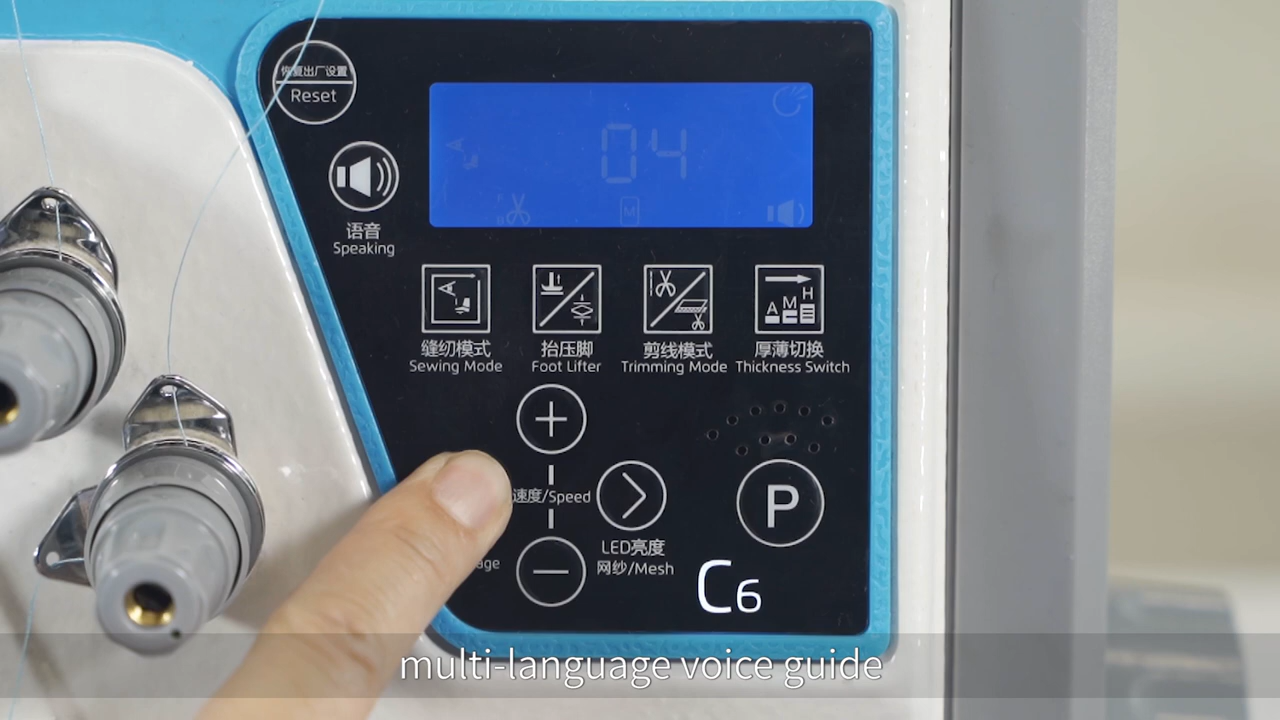 恢复出厂设置
Reset
04
语音
Speaking
M
A M H
缝纫模式
Sewing Mode
抬压脚
Foot Lifter
剪线模式
Trimming Mode
厚薄切换
Thickness Switch
速度/Speed
P
LED亮度
网纱/Mesh
C6
multi-language voice guide